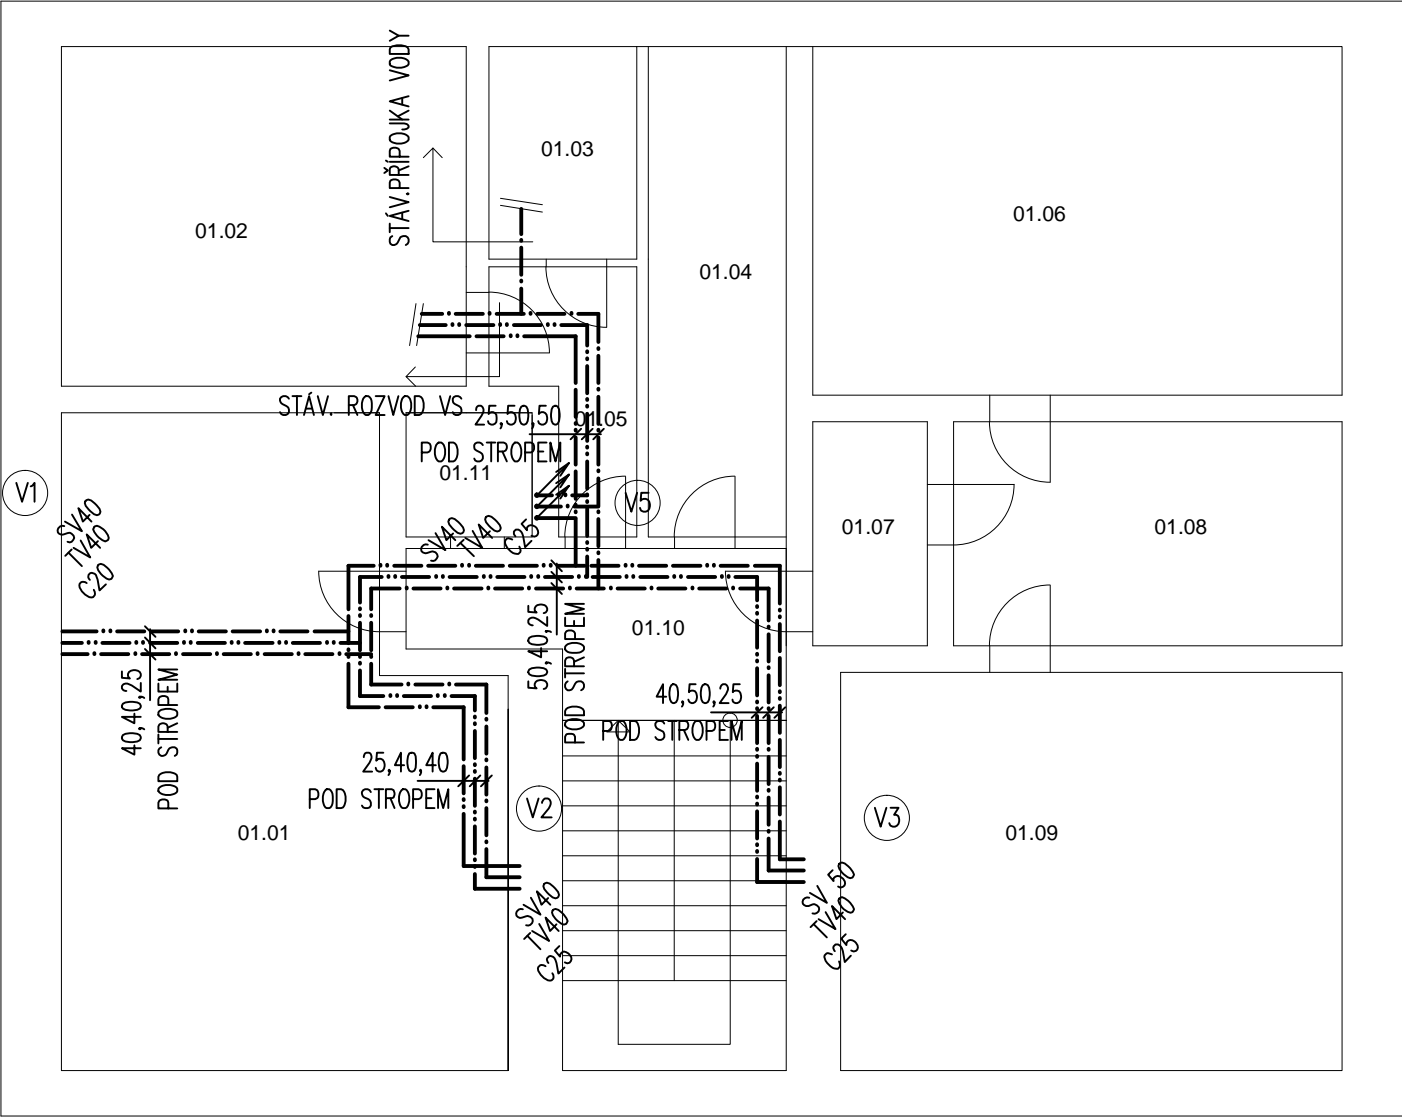 STÁV.PŘÍPOJKA VODY
01.03
01.02
01.06
01.04
STÁV. ROZVOD VS
25,50,50
POD STROPEM
01.05
01.11
V1
V5
SV40
TV40
C20
SV40
TV40
C25
01.07
01.08
50,40,25
POD STROPEM
01.10
40,40,25
POD STROPEM
40,50,25
POD STROPEM
25,40,40
POD STROPEM
V2
V3
01.01
01.09
SV40
TV40
C25
SV 50
TV40
C25